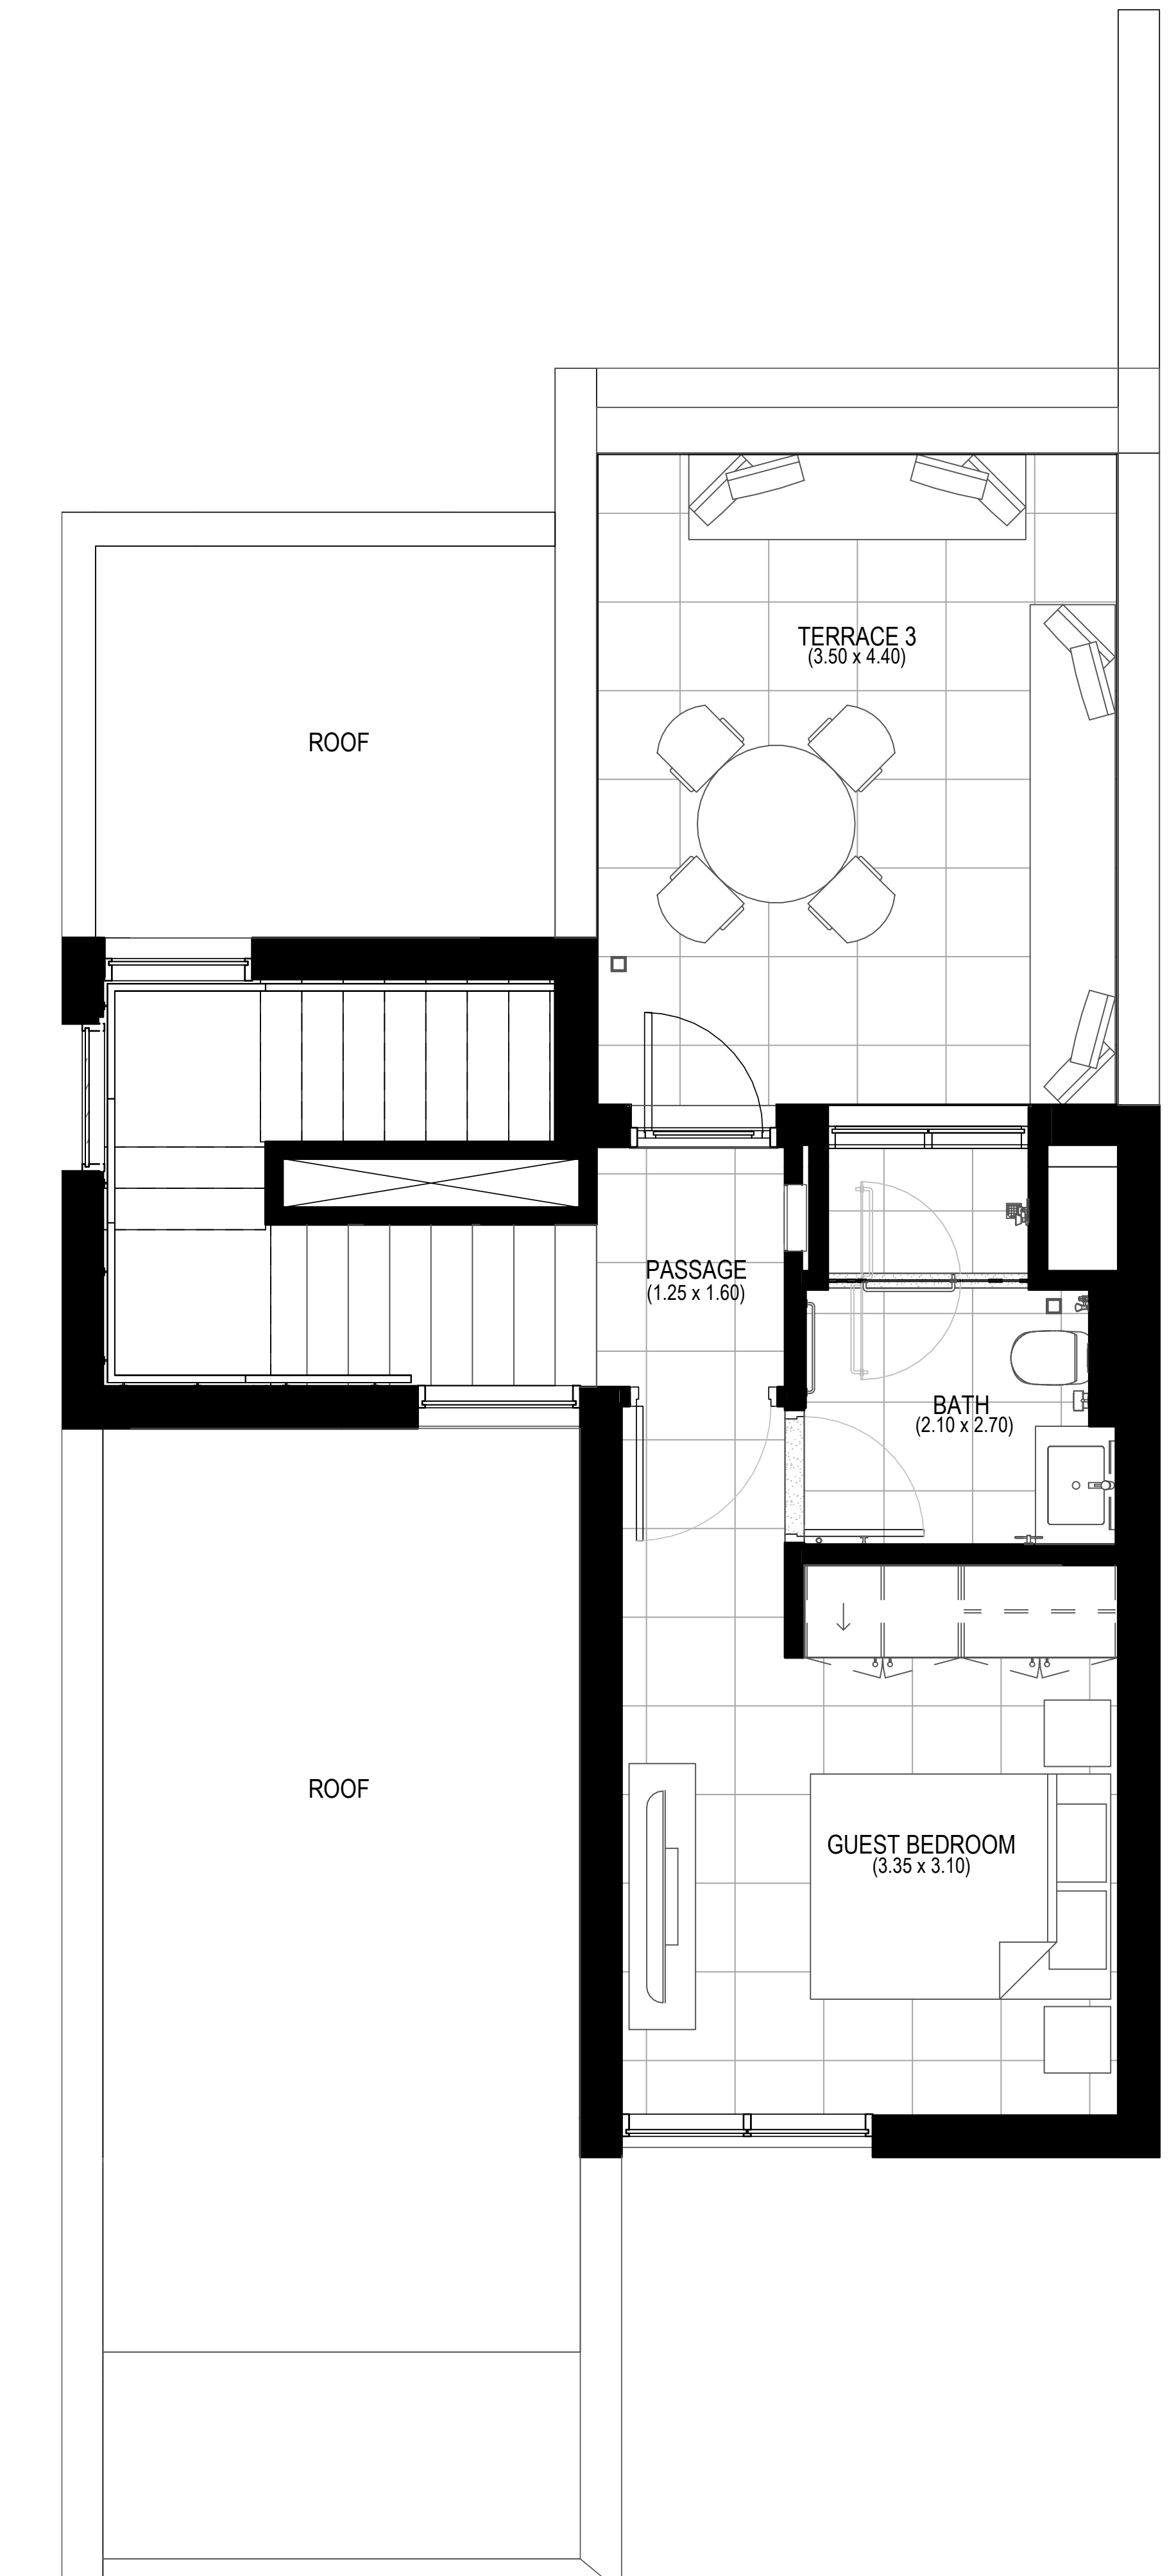 TERRACE 3
(3.50 x 4.40)
ROOF
PASSAGE
(1.25 x 1.60)
BATH
(2.10 x 2.70)
ROOF
GUEST BEDROOM
(3.35 x 3.10)